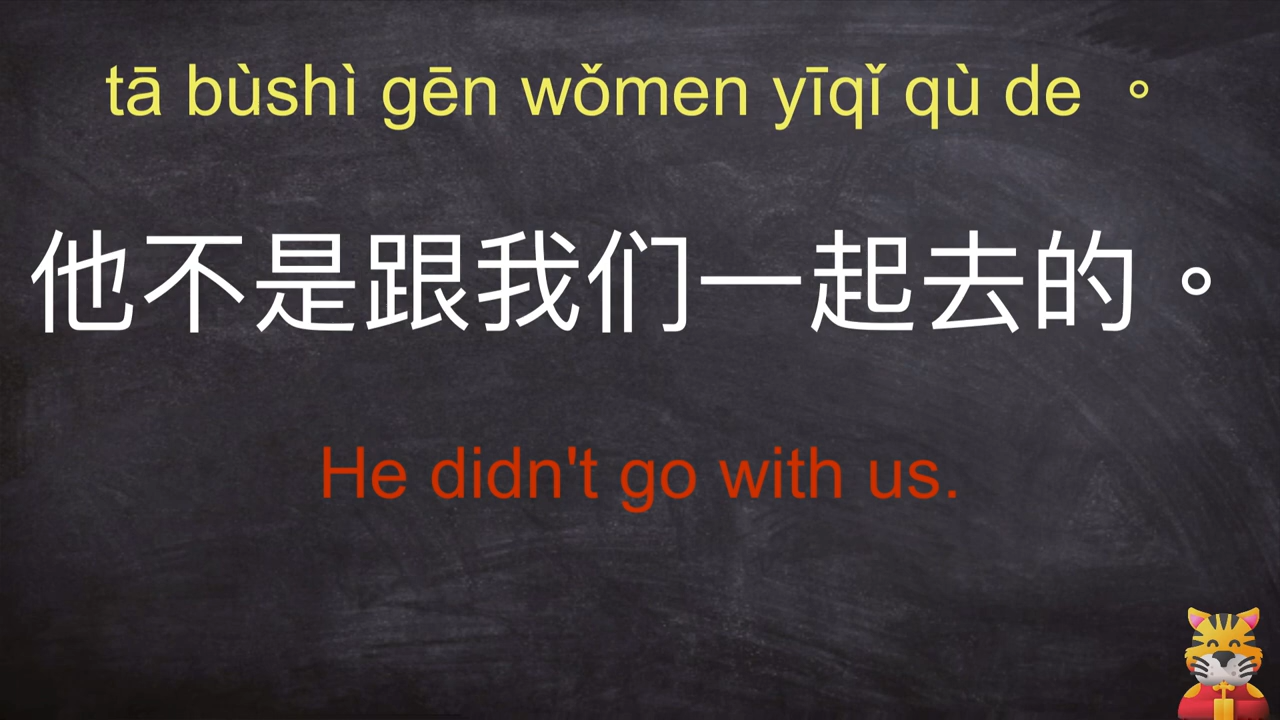 tā bùshì gēn wǒmen yīqǐ qù de 。
他不是跟我们一起去的。
He didn't go with us.